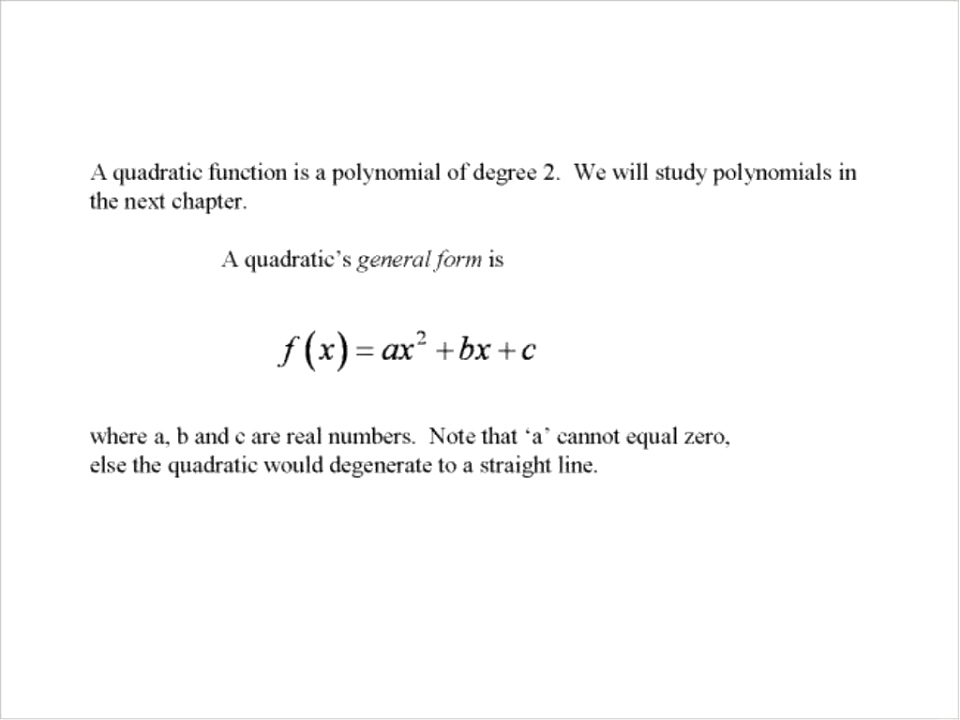 A quadratic function is a polynomial of degree 2.  We will study polynomials in
the next chapter.
A quadratic’s general form is
f(x) = ax² + bx + c
where a, b and c are real numbers.  Note that ‘a’ cannot equal zero,
else the quadratic would degenerate to a straight line.